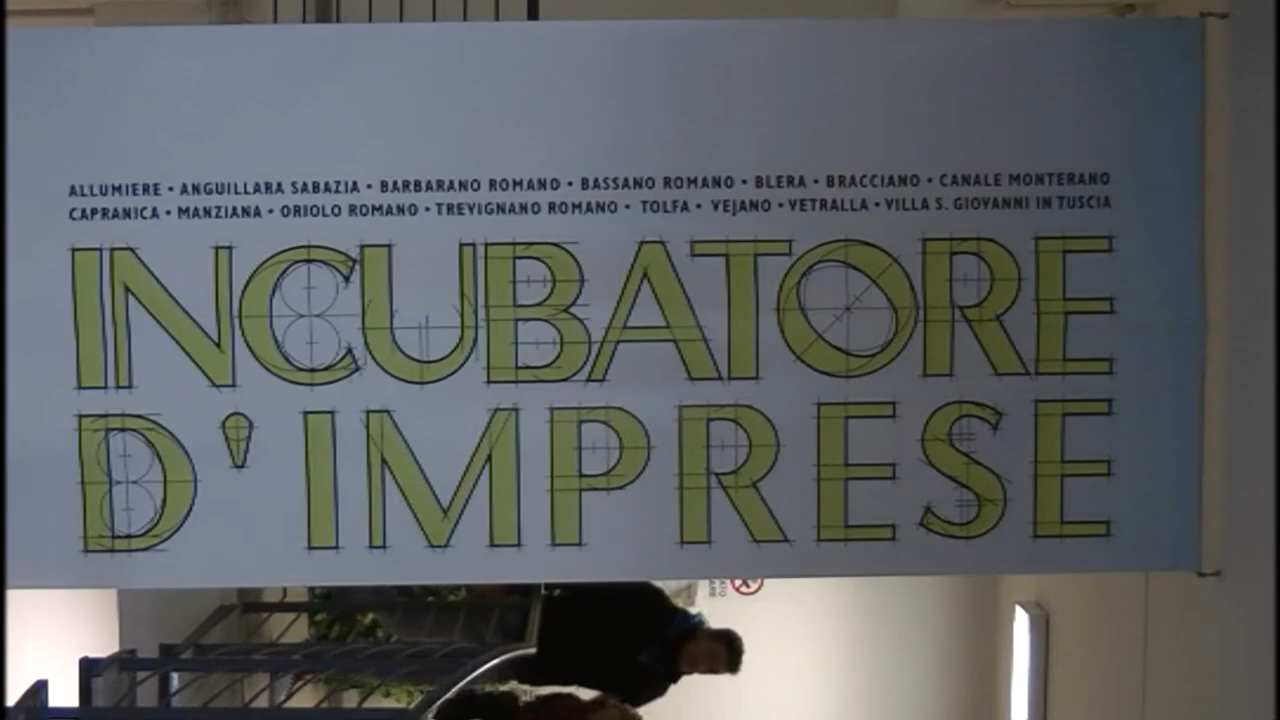 ALLUMIERE • ANGUILLARA SABAZIA • BARBARANO ROMANO • BASSANO ROMANO • BLERA • BRACCIANO • CANALE MONTERANO
CAPRANICA • MANZIANA • ORIOLO ROMANO • TREVIGNANO ROMANO • TOLFA • VEJANO • VETRALLA • VILLA S. GIOVANNI IN TUSCIA
INCUBATORE
D'IMPRESE